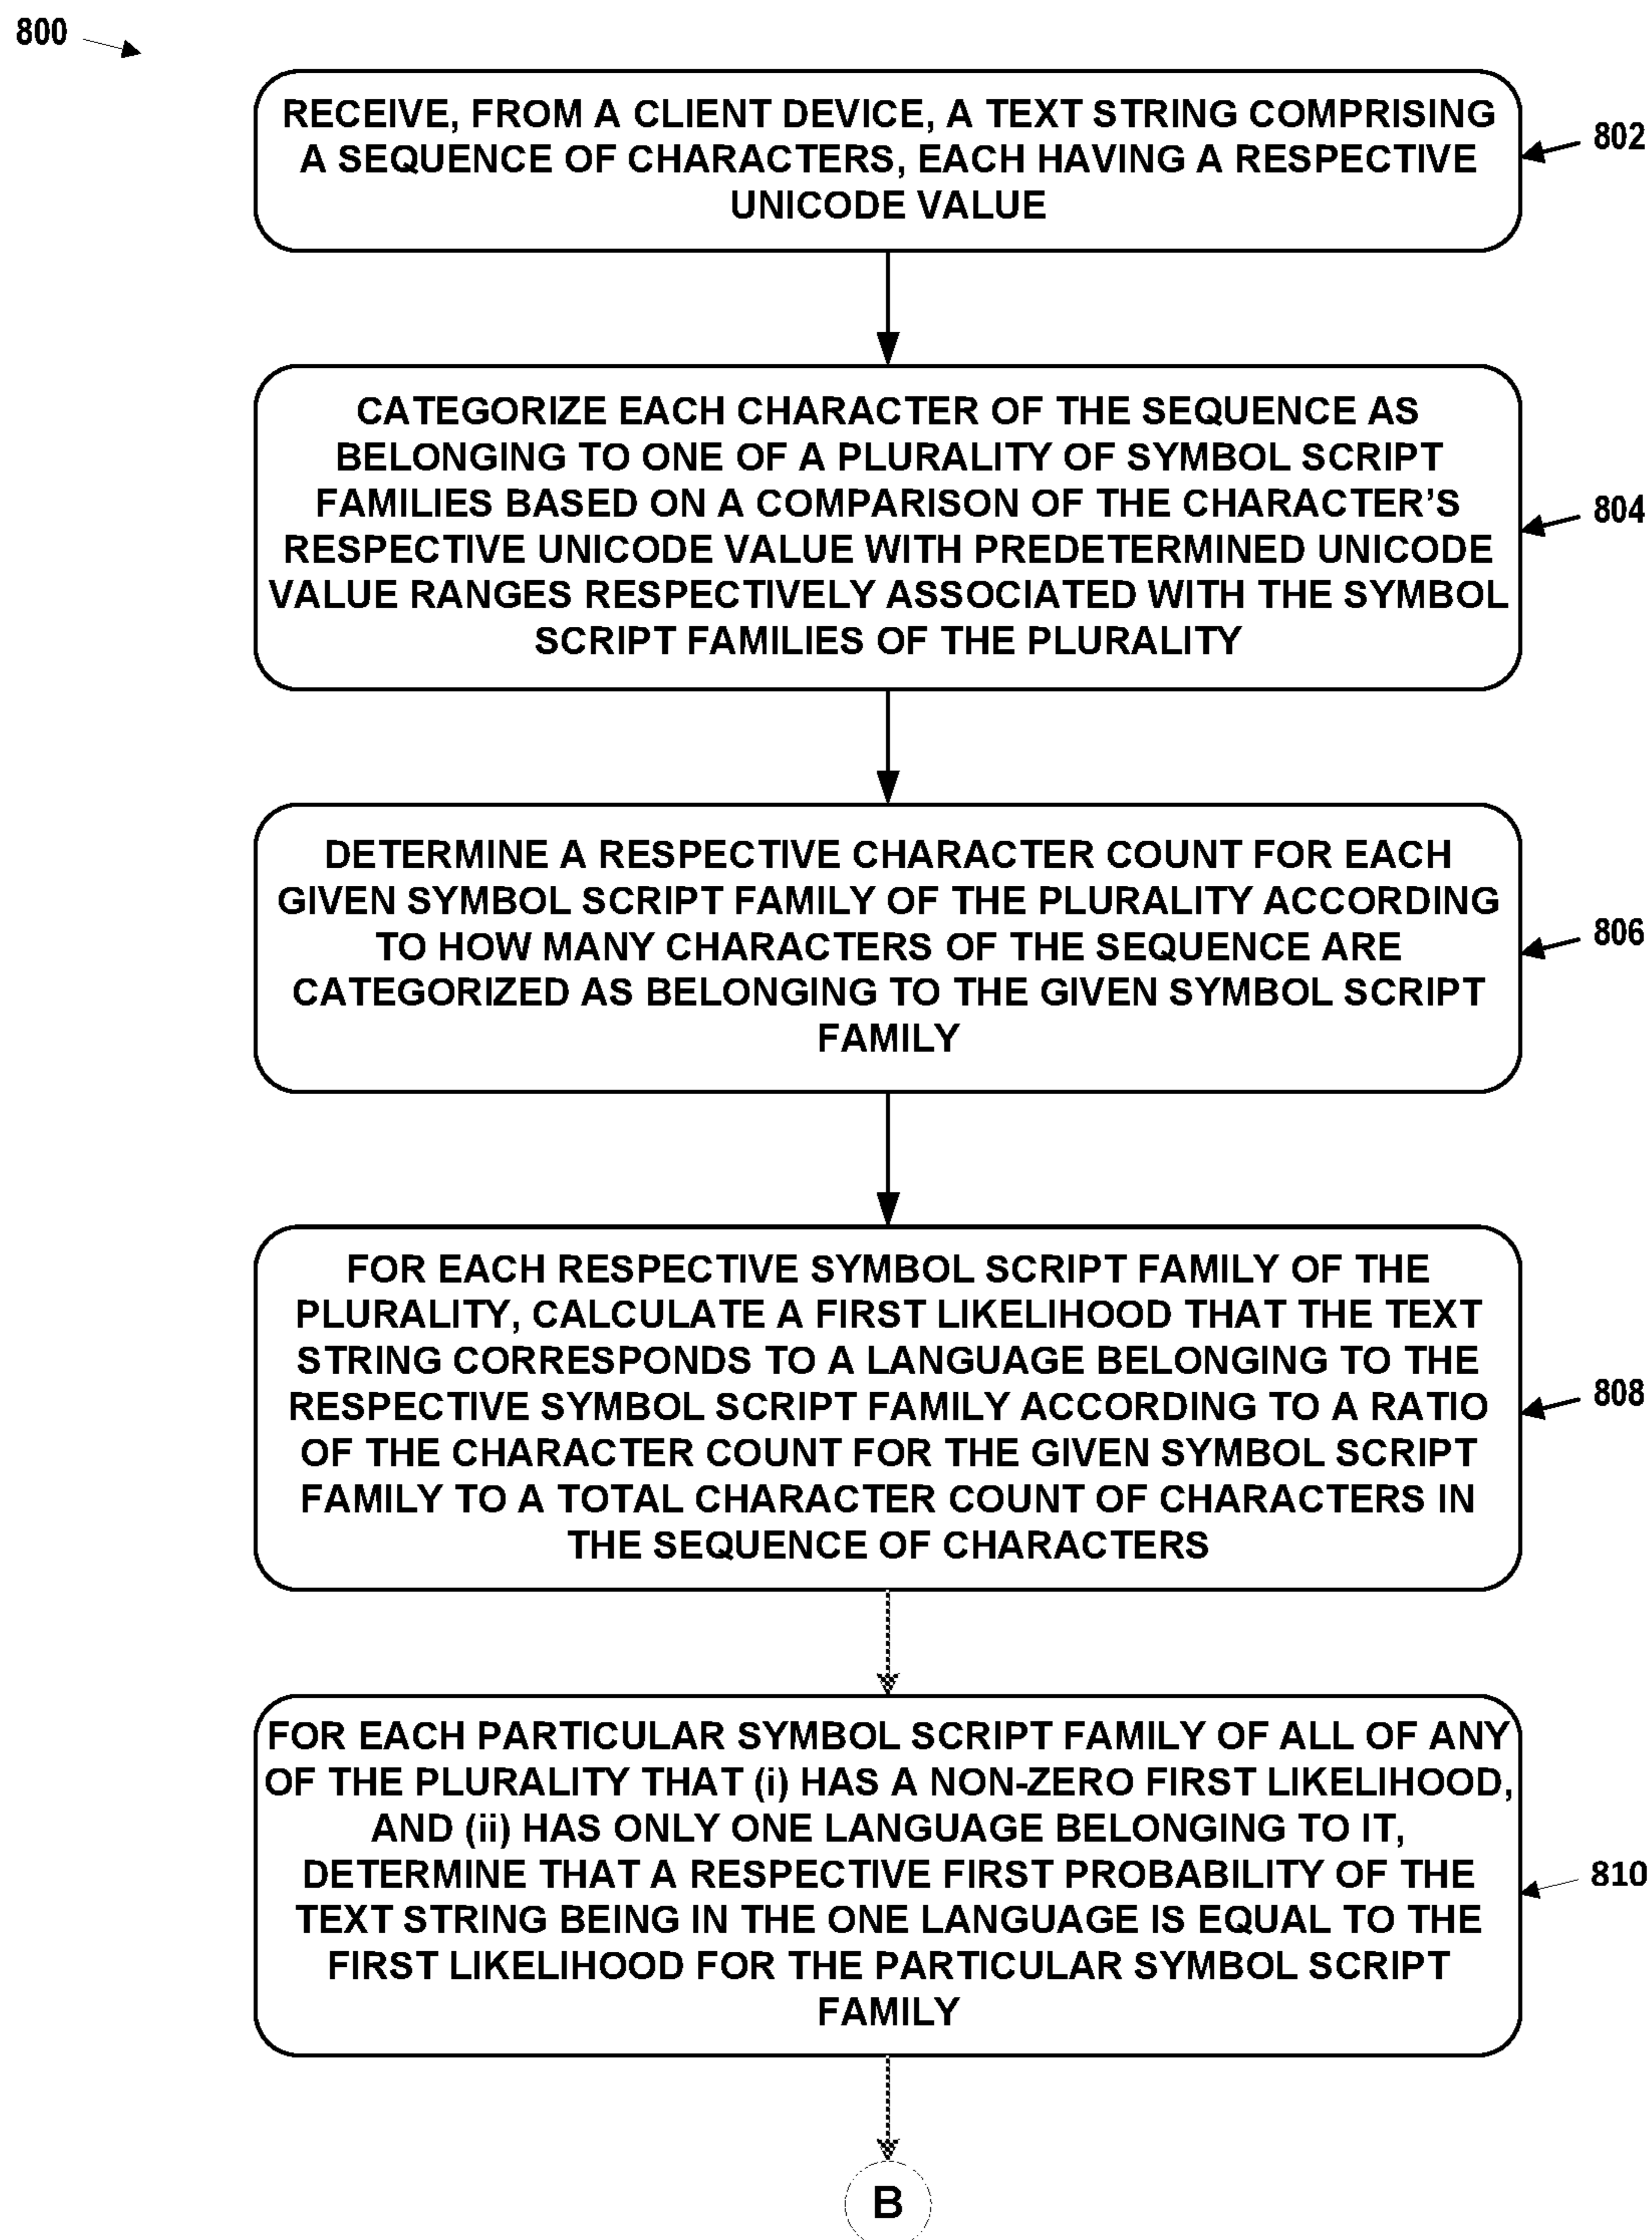 800
RECEIVE, FROM A CLIENT DEVICE, A TEXT STRING COMPRISING
A SEQUENCE OF CHARACTERS, EACH HAVING A RESPECTIVE
UNICODE VALUE
802
CATEGORIZE EACH CHARACTER OF THE SEQUENCE AS
BELONGING TO ONE OF A PLURALITY OF SYMBOL SCRIPT
FAMILIES BASED ON A COMPARISON OF THE CHARACTER’S
RESPECTIVE UNICODE VALUE WITH PREDETERMINED UNICODE
VALUE RANGES RESPECTIVELY ASSOCIATED WITH THE SYMBOL
SCRIPT FAMILIES OF THE PLURALITY
804
DETERMINE A RESPECTIVE CHARACTER COUNT FOR EACH
GIVEN SYMBOL SCRIPT FAMILY OF THE PLURALITY ACCORDING
TO HOW MANY CHARACTERS OF THE SEQUENCE ARE
CATEGORIZED AS BELONGING TO THE GIVEN SYMBOL SCRIPT
FAMILY
806
FOR EACH RESPECTIVE SYMBOL SCRIPT FAMILY OF THE
PLURALITY, CALCULATE A FIRST LIKELIHOOD THAT THE TEXT
STRING CORRESPONDS TO A LANGUAGE BELONGING TO THE
RESPECTIVE SYMBOL SCRIPT FAMILY ACCORDING TO A RATIO
OF THE CHARACTER COUNT FOR THE GIVEN SYMBOL SCRIPT
FAMILY TO A TOTAL CHARACTER COUNT OF CHARACTERS IN
THE SEQUENCE OF CHARACTERS
808
FOR EACH PARTICULAR SYMBOL SCRIPT FAMILY OF ALL OF ANY
OF THE PLURALITY THAT (i) HAS A NON-ZERO FIRST LIKELIHOOD,
AND (ii) HAS ONLY ONE LANGUAGE BELONGING TO IT,
DETERMINE THAT A RESPECTIVE FIRST PROBABILITY OF THE
TEXT STRING BEING IN THE ONE LANGUAGE IS EQUAL TO THE
FIRST LIKELIHOOD FOR THE PARTICULAR SYMBOL SCRIPT
FAMILY
810
B